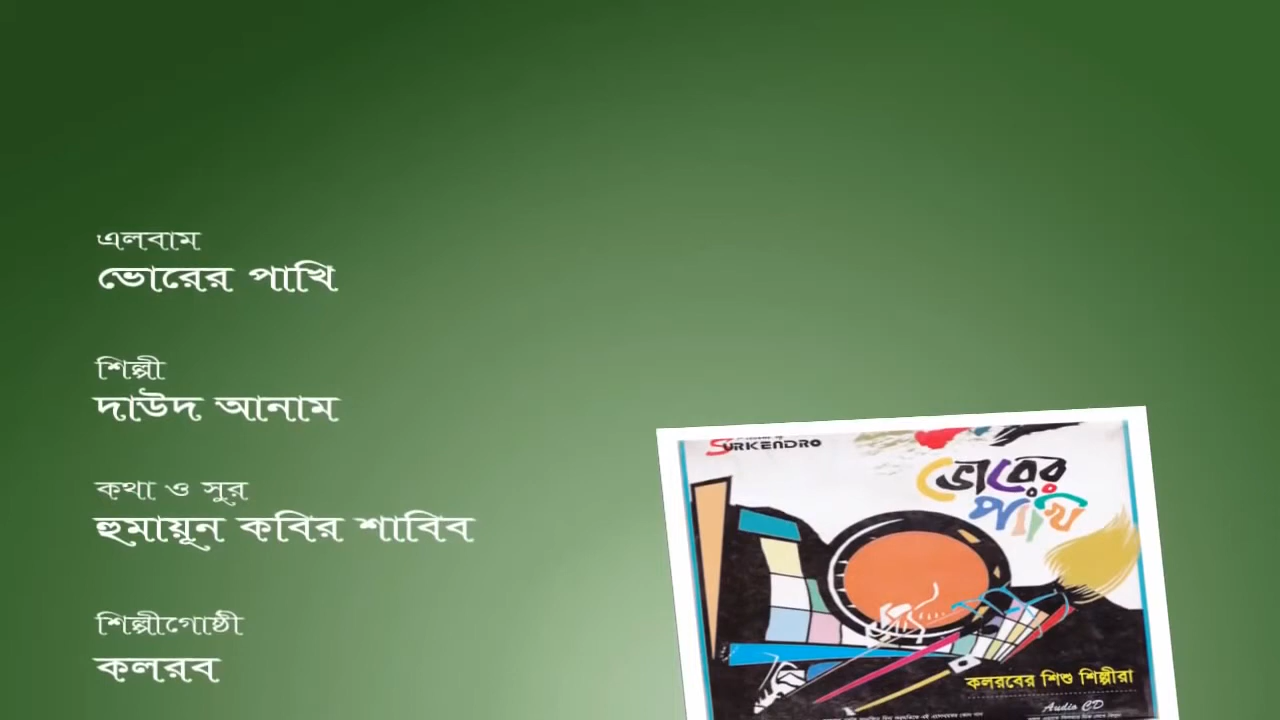 এলবাম
ভোরের পাখি
শিল্পী
দাউদ আনাম
কথা ও সুর
হুমায়ূন কবির শাবিব
শিল্পীগোষ্ঠী
কলরব
SURKENDRO
ভোরের
পাখি
কলরবের শিশু শিল্পীরা
Audio CD